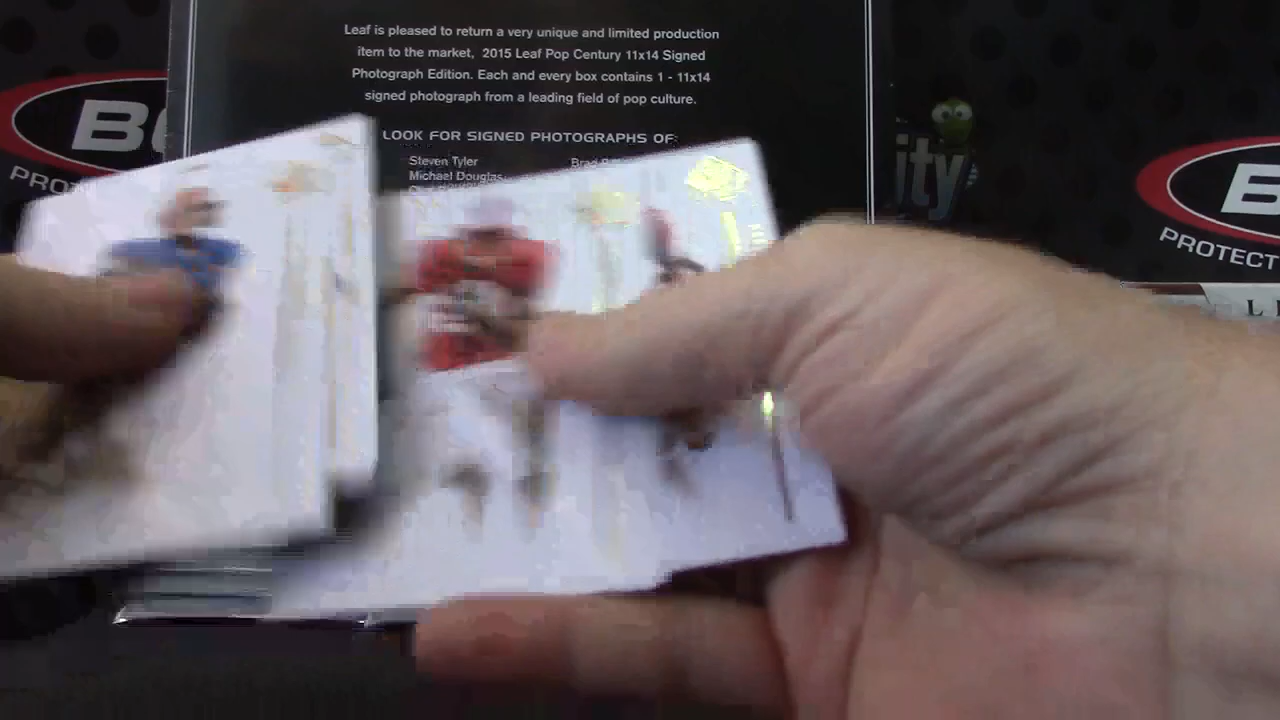 Leaf is pleased to return a very unique and limited production
item to the market, 2015 Leaf Pop Century 11x14 Signed
Photograph Edition. Each and every box contains 1 - 11x14
signed photograph from a leading field of pop culture.
LOOK FOR SIGNED PHOTOGRAPHS OF:
Steven Tyler
Brad
Michael Douglas
ity
PROTECT